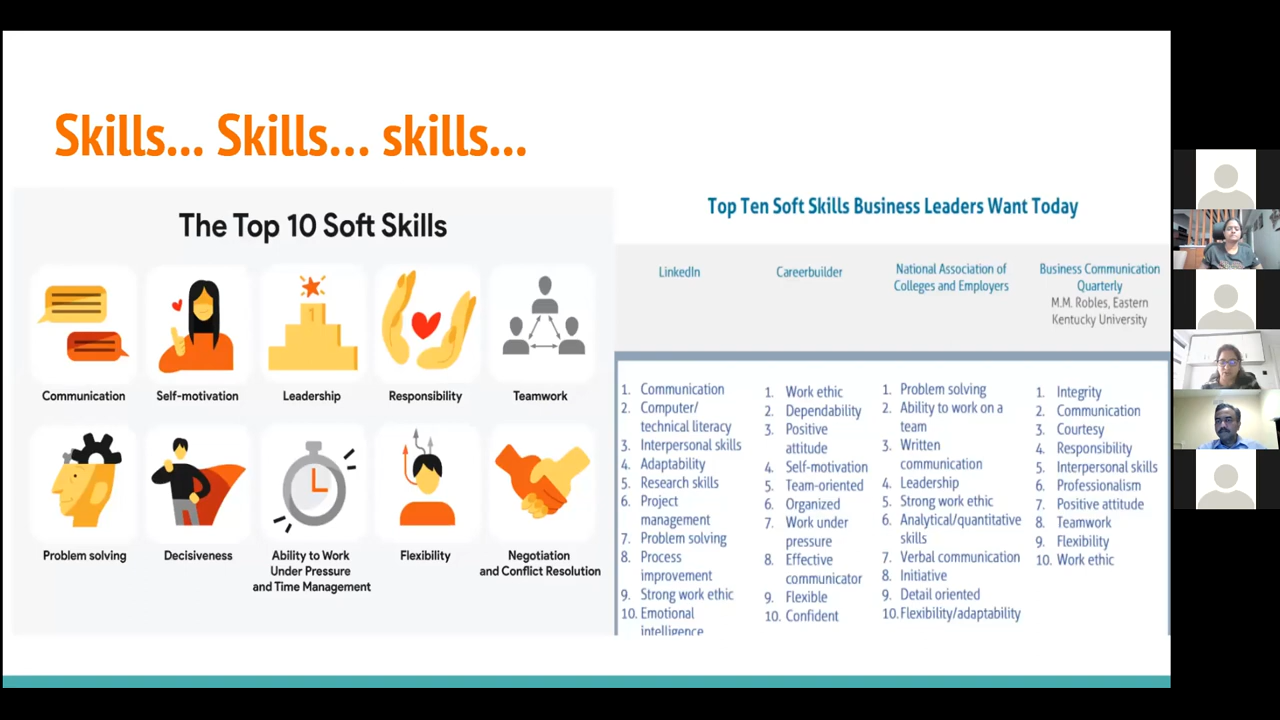 Skills... Skills... skills...
The Top 10 Soft Skills
1
Communication
Self-motivation
Leadership
Responsibility
Teamwork
Problem solving
Decisiveness
Ability to Work
Under Pressure
and Time Management
Flexibility
Negotiation
and Conflict Resolution
Top Ten Soft Skills Business Leaders Want Today
LinkedIn
1. Communication
2. Computer/
technical literacy
3. Interpersonal skills
4. Adaptability
5. Research skills
6. Project
management
7. Problem solving
8. Process
improvement
9. Strong work ethic
10. Emotional
intelligence
Careerbuilder
1. Work ethic
2. Dependability
3. Positive
attitude
4. Self-motivation
5. Team-oriented
6. Organized
7. Work under
pressure
8. Effective
communicator
9. Flexible
10. Confident
National Association of
Colleges and Employers
1. Problem solving
2. Ability to work on a
team
3. Written
communication
4. Leadership
5. Strong work ethic
6. Analytical/quantitative
skills
7. Verbal communication
8. Initiative
9. Detail oriented
10. Flexibility/adaptability
Business Communication
Quarterly
M.M. Robles, Eastern
Kentucky University
1. Integrity
2. Communication
3. Courtesy
4. Responsibility
5. Interpersonal skills
6. Professionalism
7. Positive attitude
8. Teamwork
9. Flexibility
10. Work ethic